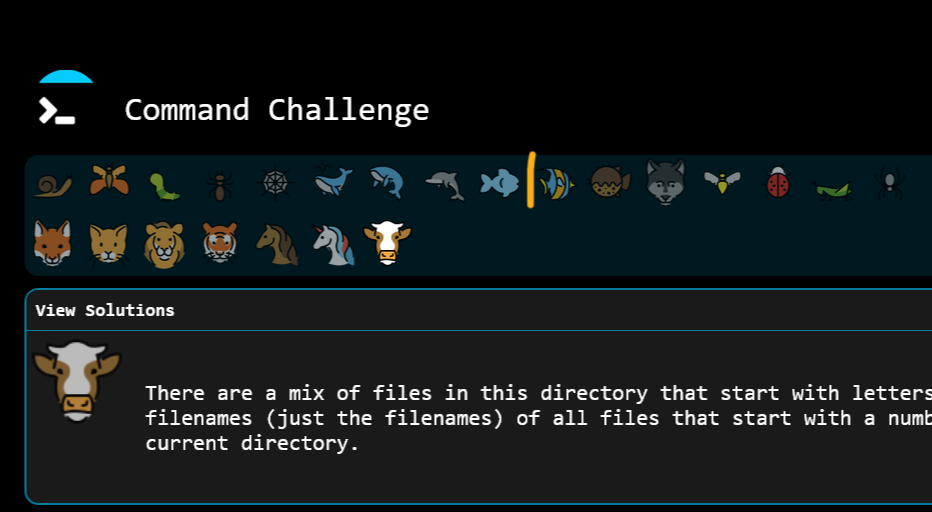 Command Challenge
View Solutions
There are a mix of files in this directory that start with letters
filenames (just the filenames) of all files that start with a
current directory.